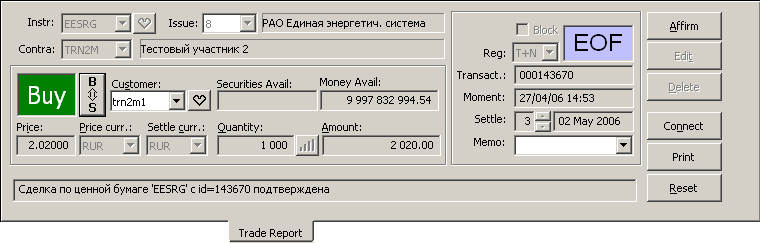 Instr: EESRG Issue: 8 РАО Единая энергетич. система
Contra: TRN2M Тестовый участник 2
Buy B S Customer: trn2m1 Securities Avail: Money Avail: 9 997 832 994.54
Price: Price curr.: Settle curr.: Quantity: Amount:
2.02000 RUR RUR 1 000 2 020.00
Block
Reg: T+N EOF
Transact.: 000143670
Moment: 27/04/06 14:53
Settle: 3 02 May 2006
Memo:
Affirm
Edit
Delete
Connect
Print
Reset
Сделка по ценной бумаге 'EESRG' с id=143670 подтверждена
Trade Report